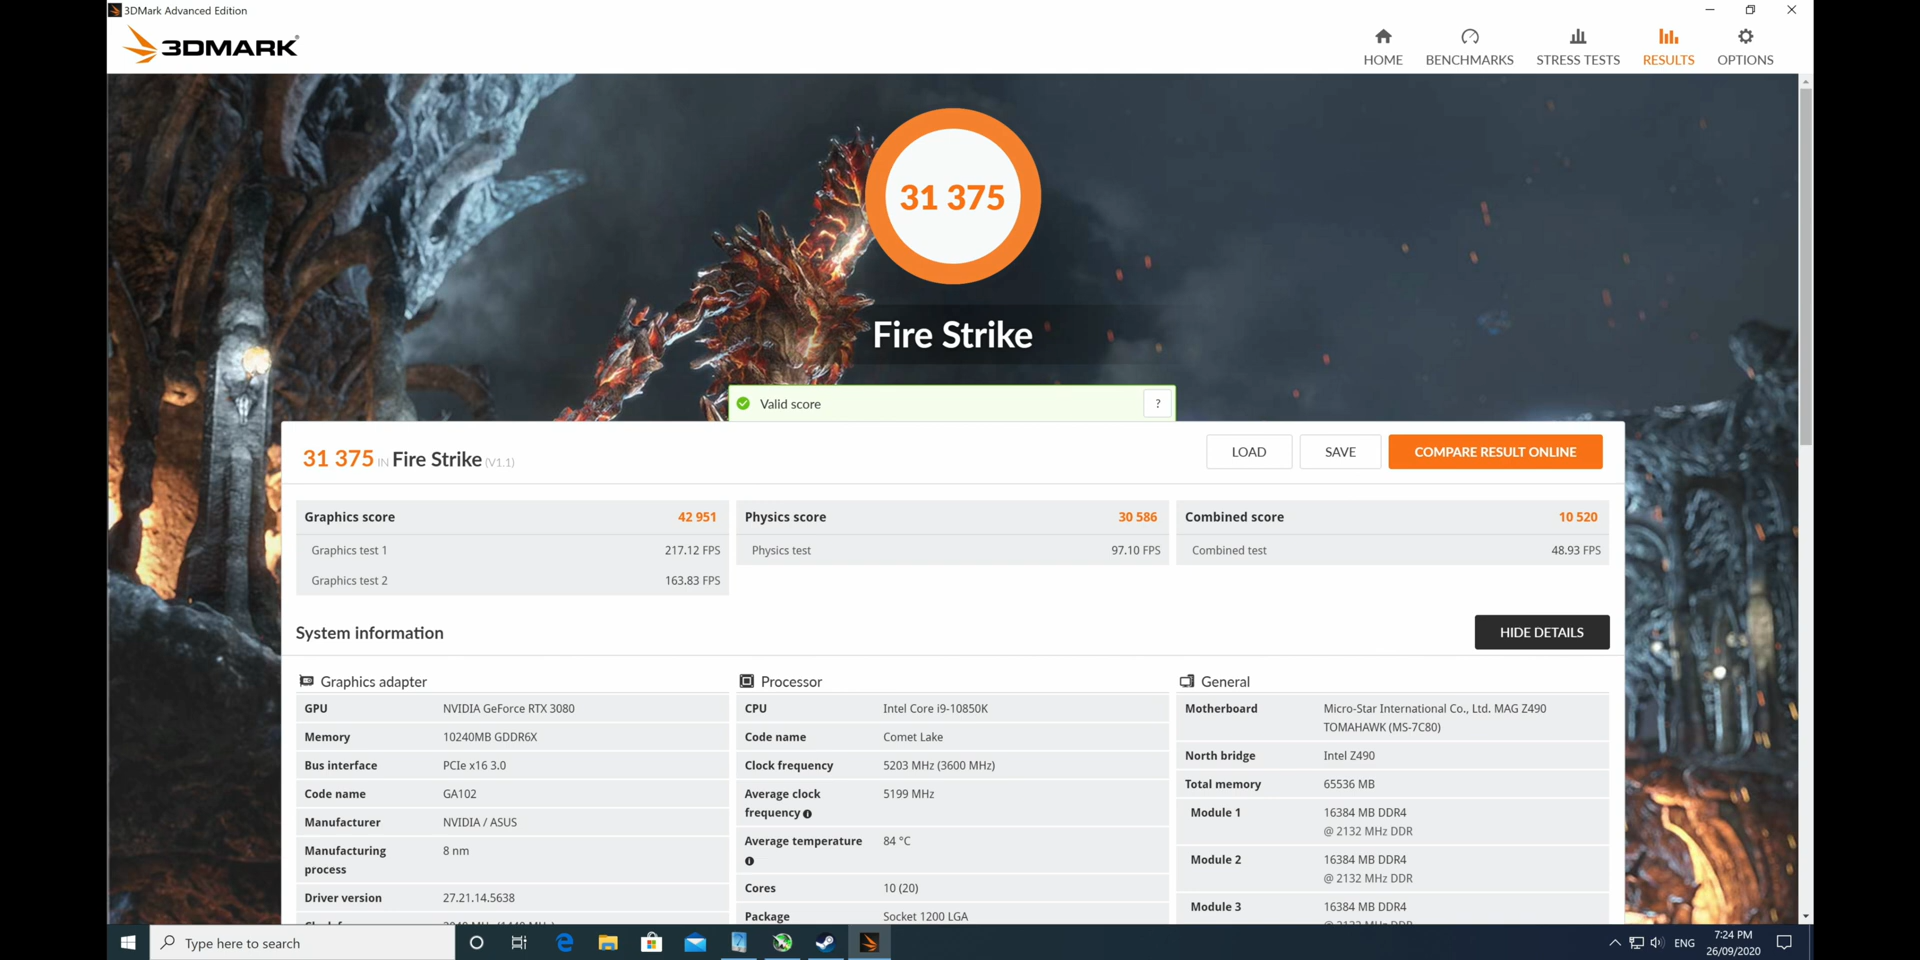 3DMark Advanced Edition
3DMARK
HOME BENCHMARKS STRESS TESTS RESULTS OPTIONS
31 375
Fire Strike
Valid score ?
31 375 IN Fire Strike (V1.1)
LOAD SAVE COMPARE RESULT ONLINE
Graphics score 42 951
Graphics test 1 217.12 FPS
Graphics test 2 163.83 FPS
Physics score 30 586
Physics test 97.10 FPS
Combined score 10 520
Combined test 48.93 FPS
System information
HIDE DETAILS
Graphics adapter
GPU NVIDIA GeForce RTX 3080
Memory 10240MB GDDR6X
Bus interface PCIe x16 3.0
Code name GA102
Manufacturer NVIDIA / ASUS
Manufacturing 8 nm
process
Driver version 27.21.14.5638
Processor
CPU Intel Core i9-10850K
Code name Comet Lake
Clock frequency 5203 MHz (3600 MHz)
Average clock 5199 MHz
frequency
Average temperature 84 °C
Cores 10 (20)
Package Socket 1200 LGA
General
Motherboard Micro-Star International Co., Ltd. MAG Z490
TOMAHAWK (MS-7C80)
North bridge Intel Z490
Total memory 65536 MB
Module 1 16384 MB DDR4
@ 2132 MHz DDR
Module 2 16384 MB DDR4
@ 2132 MHz DDR
Module 3 16384 MB DDR4
Type here to search
ENG
7:24 PM
26/09/2020